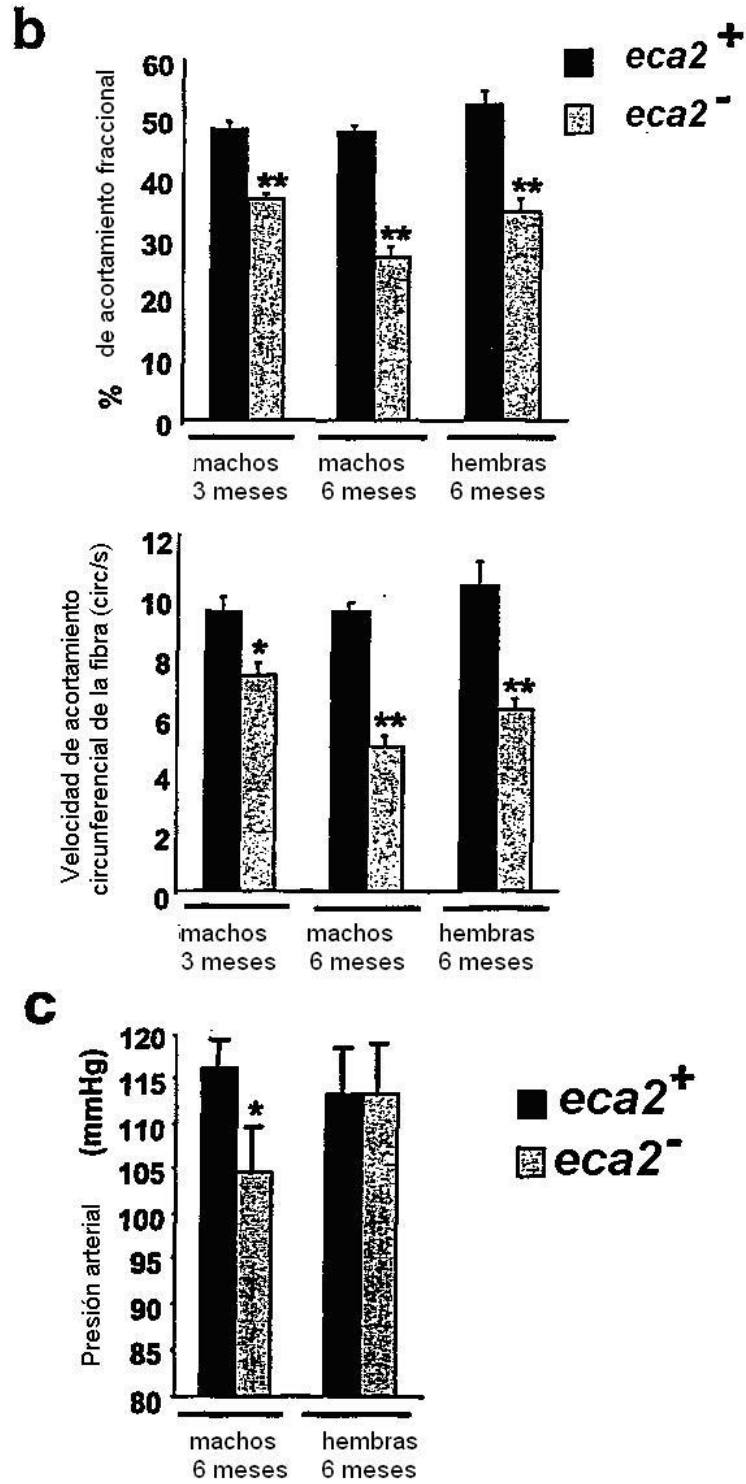 b
eca2 +
eca2 -
% de acortamiento fraccional
60
50
40
30
20
10
0
**
**
**
machos
3 meses
machos
6 meses
hembras
6 meses
Velocidad de acortamiento
circunferencial de la fibra (circ/s)
12
10
8
6
4
2
0
*
**
**
machos
3 meses
machos
6 meses
hembras
6 meses
c
Presión arterial (mmHg)
120
115
110
105
100
95
90
85
80
*
eca2+
eca2-
machos
6 meses
hembras
6 meses